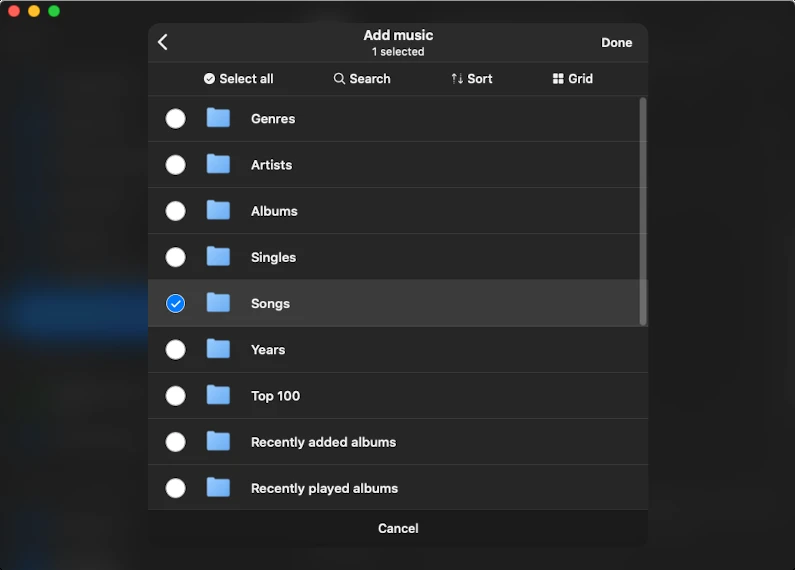 Add music
1 selected
Done
Select all
Search
Sort
Grid
Genres
Artists
Albums
Singles
Songs
Years
Top 100
Recently added albums
Recently played albums
Cancel